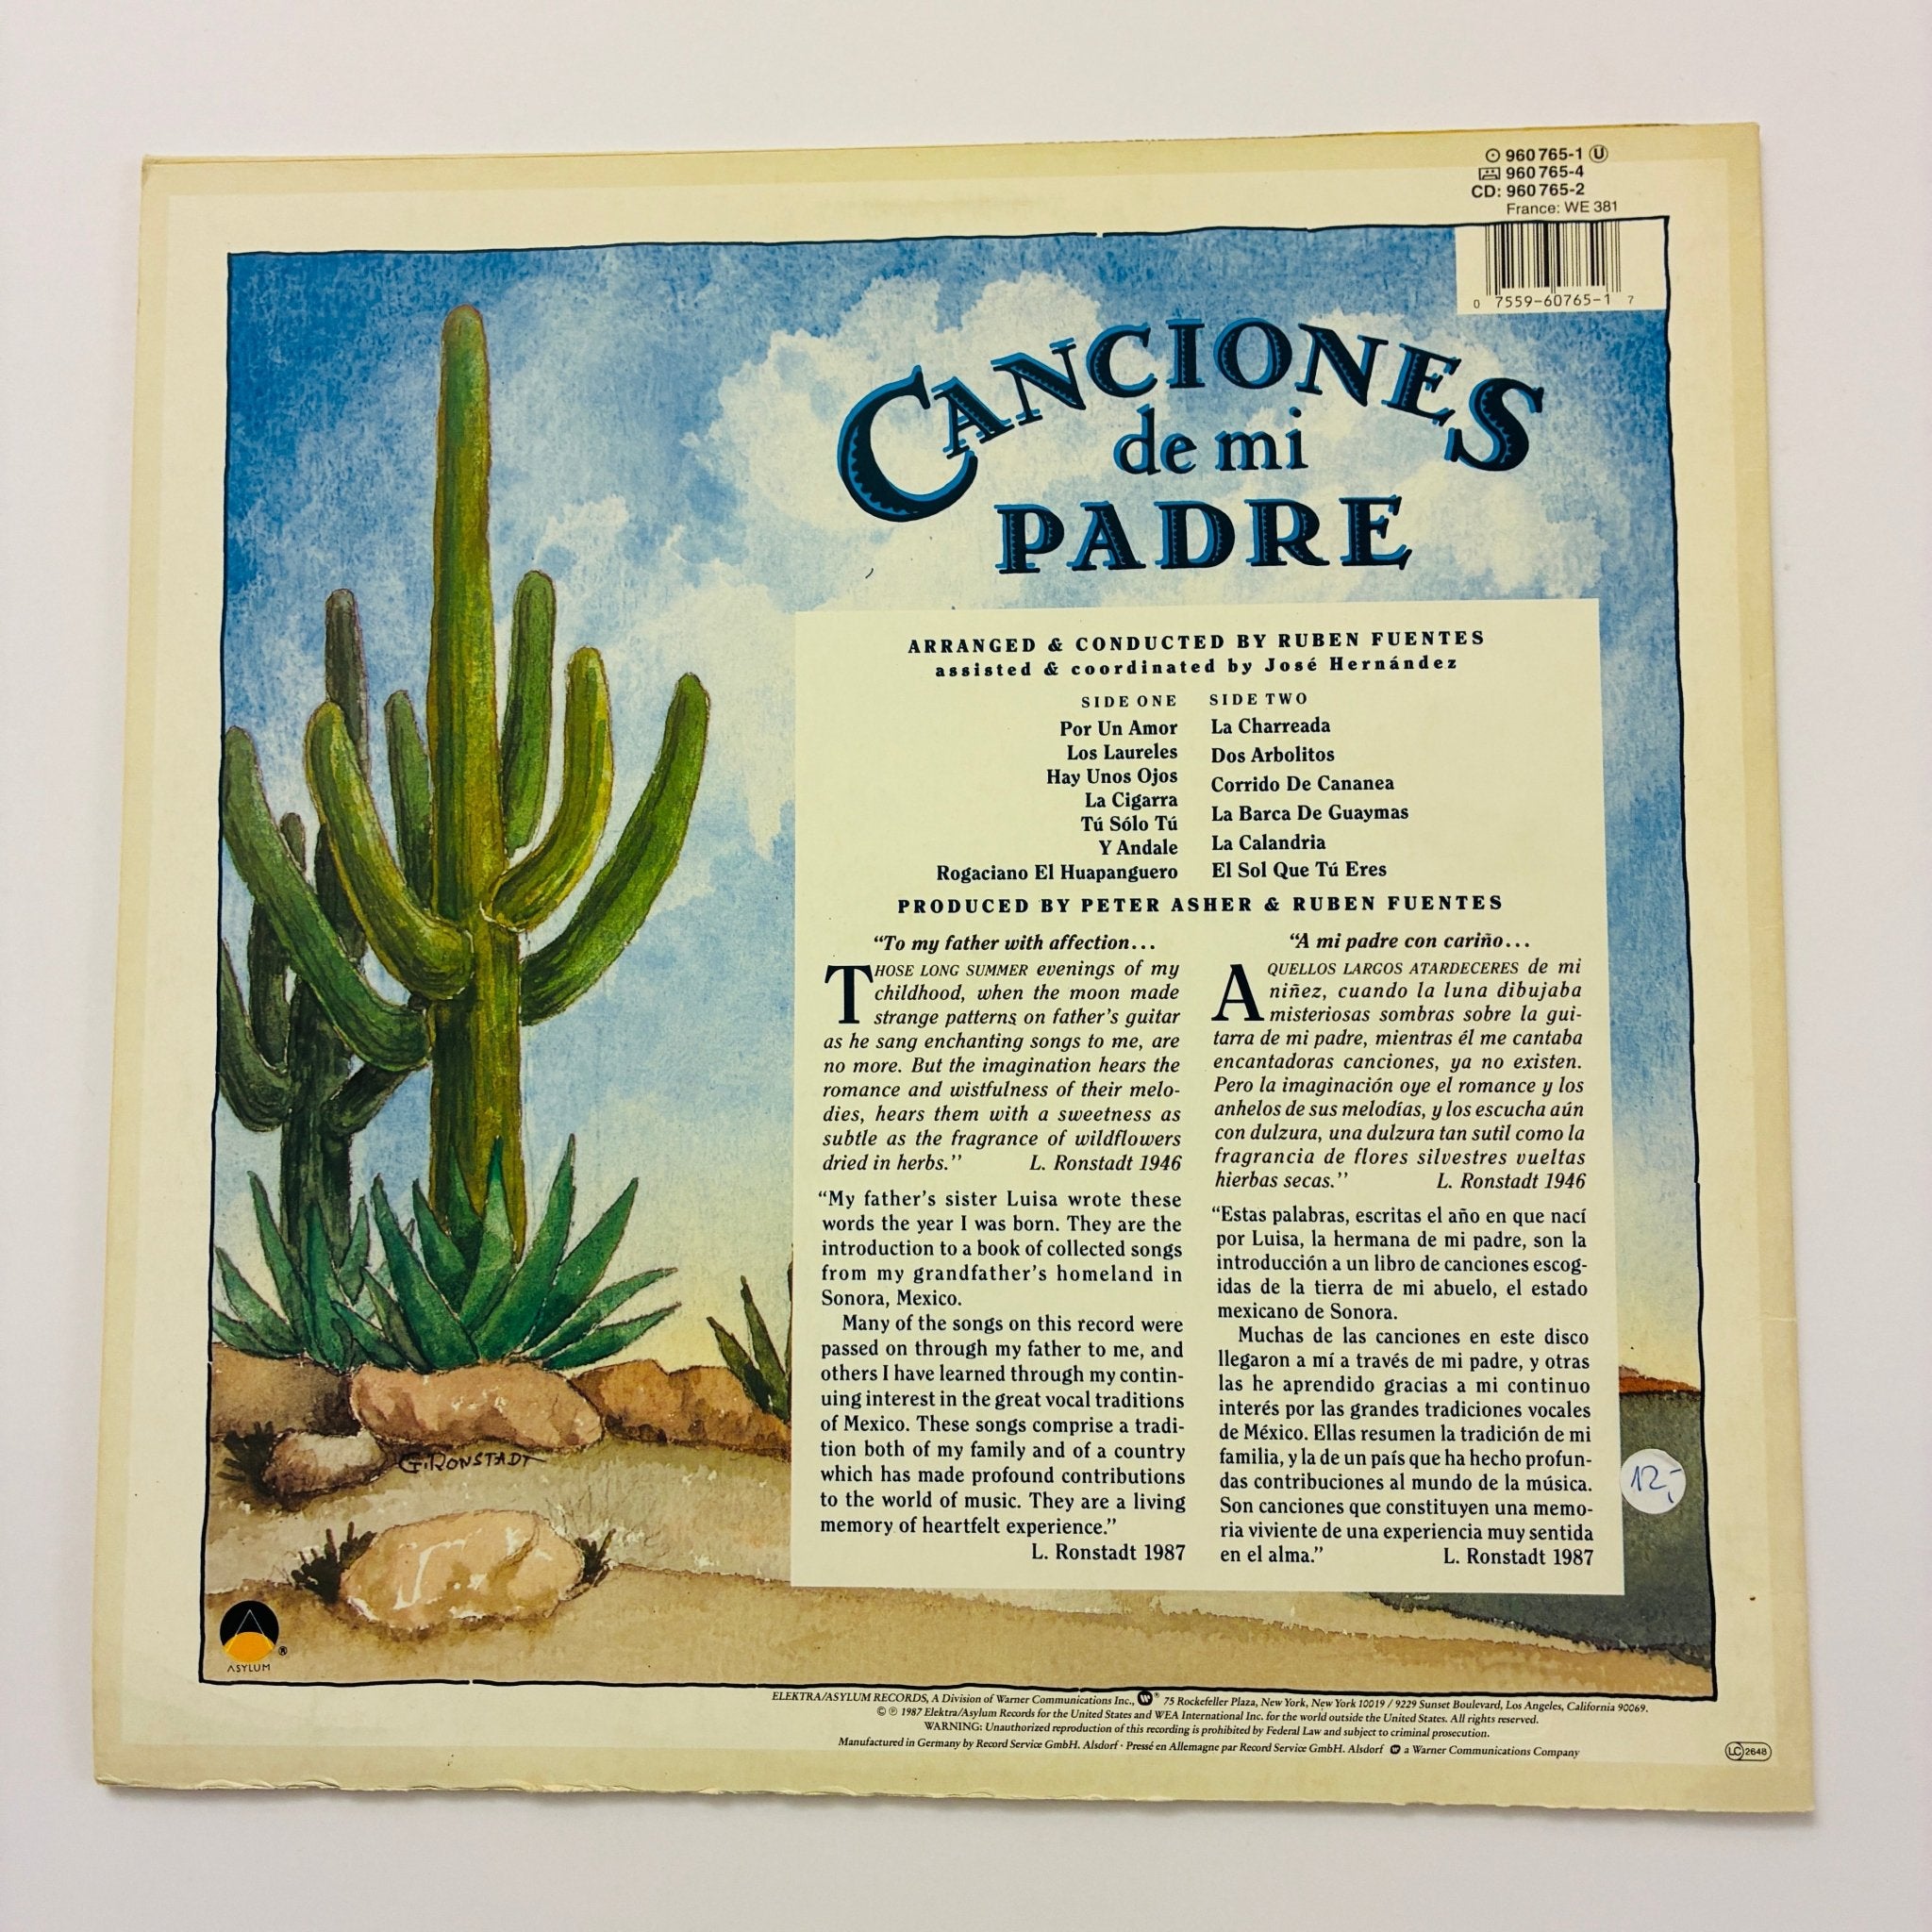 960 765-1 U
960 765-4
CD: 960 765-2
France: WE 381
0 7559-60765-1 7
CANCIONES
de mi
PADRE
ARRANGED & CONDUCTED BY RUBEN FUENTES
assisted & coordinated by José Hernández
SIDE ONE
Por Un Amor
Los Laureles
Hay Unos Ojos
La Cigarra
Tú Sólo Tú
Y Andale
Rogaciano El Huapanguero
SIDE TWO
La Charreada
Dos Arbolitos
Corrido De Cananea
La Barca De Guaymas
La Calandria
El Sol Que Tú Eres
PRODUCED BY PETER ASHER & RUBEN FUENTES
“To my father with affection...
THOSE LONG SUMMER evenings of my
childhood, when the moon made
strange patterns on father’s guitar
as he sang enchanting songs to me, are
no more. But the imagination hears the
romance and wistfulness of their melo-
dies, hears them with a sweetness as
subtle as the fragrance of wildflowers
dried in herbs.” L. Ronstadt 1946
“My father’s sister Luisa wrote these
words the year I was born. They are the
introduction to a book of collected songs
from my grandfather’s homeland in
Sonora, Mexico.
Many of the songs on this record were
passed on through my father to me, and
others I have learned through my contin-
uing interest in the great vocal traditions
of Mexico. These songs comprise a tradi-
tion both of my family and of a country
which has made profound contributions
to the world of music. They are a living
memory of heartfelt experience.”
L. Ronstadt 1987
“A mi padre con cariño...
AQUELLOS LARGOS ATARDECERES de mi
niñez, cuando la luna dibujaba
misteriosas sombras sobre la gui-
tarra de mi padre, mientras él me cantaba
encantadoras canciones, ya no existen.
Pero la imaginación oye el romance y los
anhelos de sus melodías, y los escucha aún
con dulzura, una dulzura tan sutil como la
fragrancia de flores silvestres vueltas
hierbas secas.” L. Ronstadt 1946
“Estas palabras, escritas el año en que nací
por Luisa, la hermana de mi padre, son la
introducción a un libro de canciones escog-
idas de la tierra de mi abuelo, el estado
mexicano de Sonora.
Muchas de las canciones en este disco
llegaron a mí a través de mi padre, y otras
las he aprendido gracias a mi continuo
interés por las grandes tradiciones vocales
de México. Ellas resumen la tradición de mi
familia, y la de un país que ha hecho profun-
das contribuciones al mundo de la música.
Son canciones que constituyen una memo-
ria viviente de una experiencia muy sentida
en el alma.” L. Ronstadt 1987
12,-
G. RONSTADT
ASYLUM ®
ELEKTRA/ASYLUM RECORDS, A Division of Warner Communications Inc., ® 75 Rockefeller Plaza, New York, New York 10019 / 9229 Sunset Boulevard, Los Angeles, California 90069.
© ℗ 1987 Elektra/Asylum Records for the United States and WEA International Inc. for the world outside the United States. All rights reserved.
WARNING: Unauthorized reproduction of this recording is prohibited by Federal Law and subject to criminal prosecution.
Manufactured in Germany by Record Service GmbH. Alsdorf · Pressé en Allemagne par Record Service GmbH. Alsdorf a Warner Communications Company
LC 2648